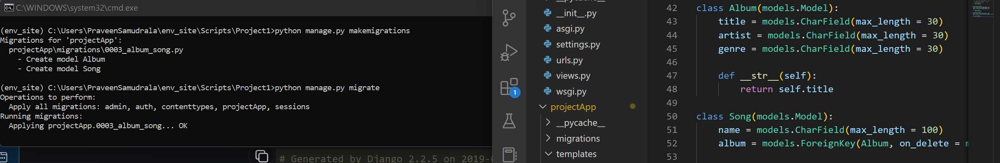 C:\WINDOWS\system32\cmd.exe
(env_site) C:\Users\PraveenSamudrala\env_site\Scripts\Project1>python manage.py makemigrations
Migrations for 'projectApp':
  projectApp\migrations\0003_album_song.py
    - Create model Album
    - Create model Song
(env_site) C:\Users\PraveenSamudrala\env_site\Scripts\Project1>python manage.py migrate
Operations to perform:
  Apply all migrations: admin, auth, contenttypes, projectApp, sessions
Running migrations:
  Applying projectApp.0003_album_song... OK
# Generated by Django 2.2.5 on 2019-
1
__pycache__
__init__.py
asgi.py
settings.py
urls.py
views.py
wsgi.py
projectApp
__pycache__
migrations
templates
42 class Album(models.Model):
43     title = models.CharField(max_length = 30)
44     artist = models.CharField(max_length = 30)
45     genre = models.CharField(max_length = 30)
46
47     def __str__(self):
48         return self.title
49
50 class Song(models.Model):
51     name = models.CharField(max_length = 100)
52     album = models.ForeignKey(Album, on_delete =
53